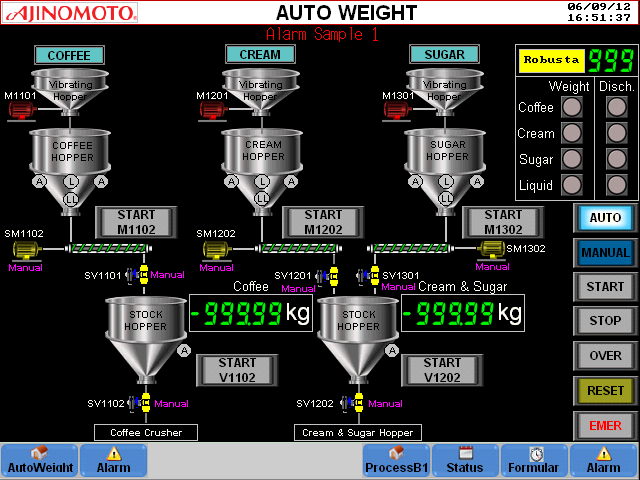 AJINOMOTO®
AUTO WEIGHT
06/09/12
16:51:37
Alarm Sample 1
COFFEE
CREAM
SUGAR
Robusta 999
Vibrating
Hopper
Vibrating
Hopper
Vibrating
Hopper
M1101
M1201
M1301
Weight Disch.
Coffee
Cream
Sugar
Liquid
COFFEE
HOPPER
CREAM
HOPPER
SUGAR
HOPPER
A L A
LL
A L A
LL
A L A
LL
START
M1102
START
M1202
START
M1302
AUTO
SM1102
Manual
SM1202
Manual
SM1302
Manual
MANUAL
SV1101 Manual
SV1201
Manual
SV1301
Manual
START
Coffee
Cream & Sugar
STOCK
HOPPER
-999.99 kg
STOCK
HOPPER
-999.99 kg
STOP
A
A
START
V1102
START
V1202
OVER
SV1102 Manual
SV1202 Manual
RESET
Coffee Crusher
Cream & Sugar Hopper
EMER
AutoWeight
Alarm
ProcessB1
Status
Formular
Alarm